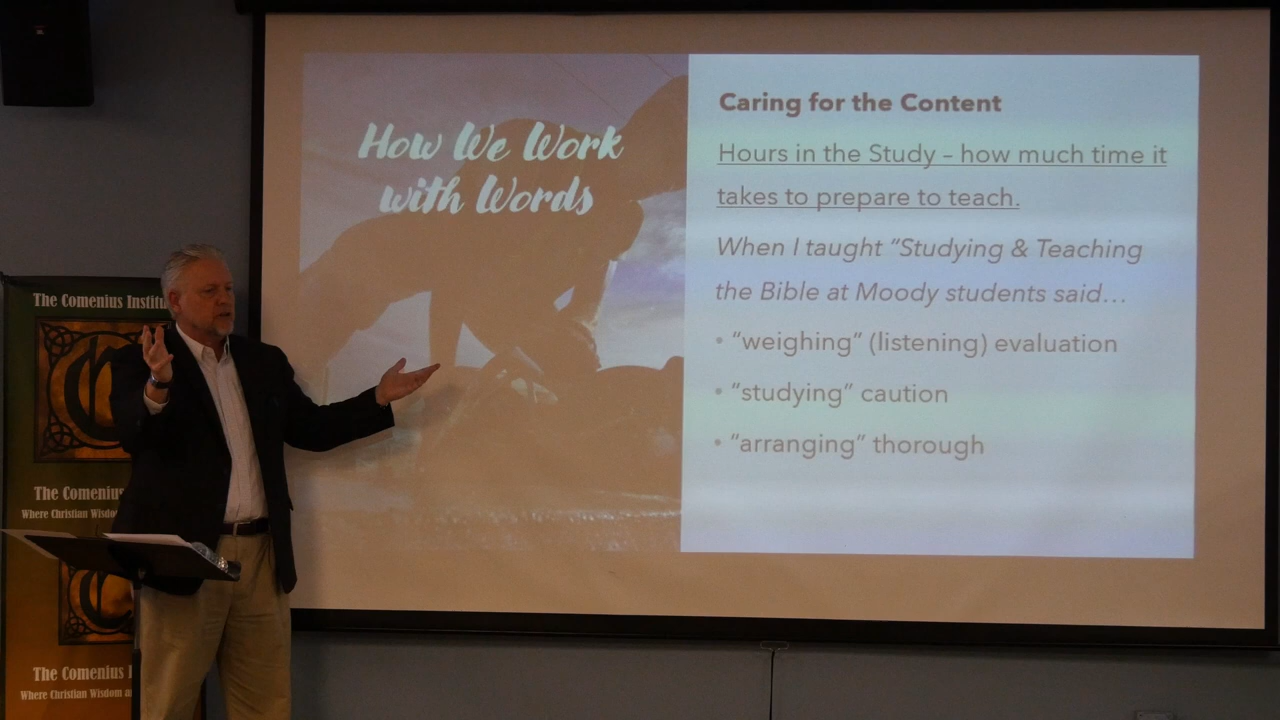 How We Work
with Words
Caring for the Content
Hours in the Study – how much time it
takes to prepare to teach.
When I taught “Studying & Teaching
the Bible at Moody students said…
• “weighing” (listening) evaluation
• “studying” caution
• “arranging” thorough
The Comenius
The Comenius
Where Christian
The Comenius
Where Christian Wisdom